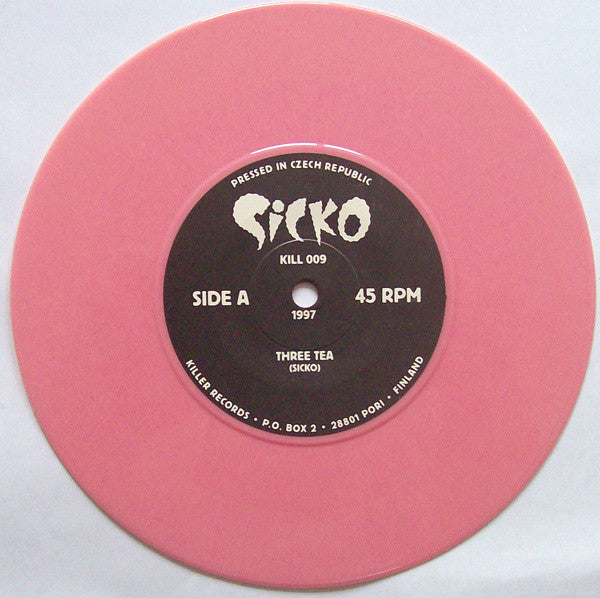 PRESSED IN CZECH REPUBLIC
SICKO
KILL 009
SIDE A 45 RPM
1997
THREE TEA
(SICKO)
KILLER RECORDS • P.O. BOX 2 • 28801 PORI • FINLAND